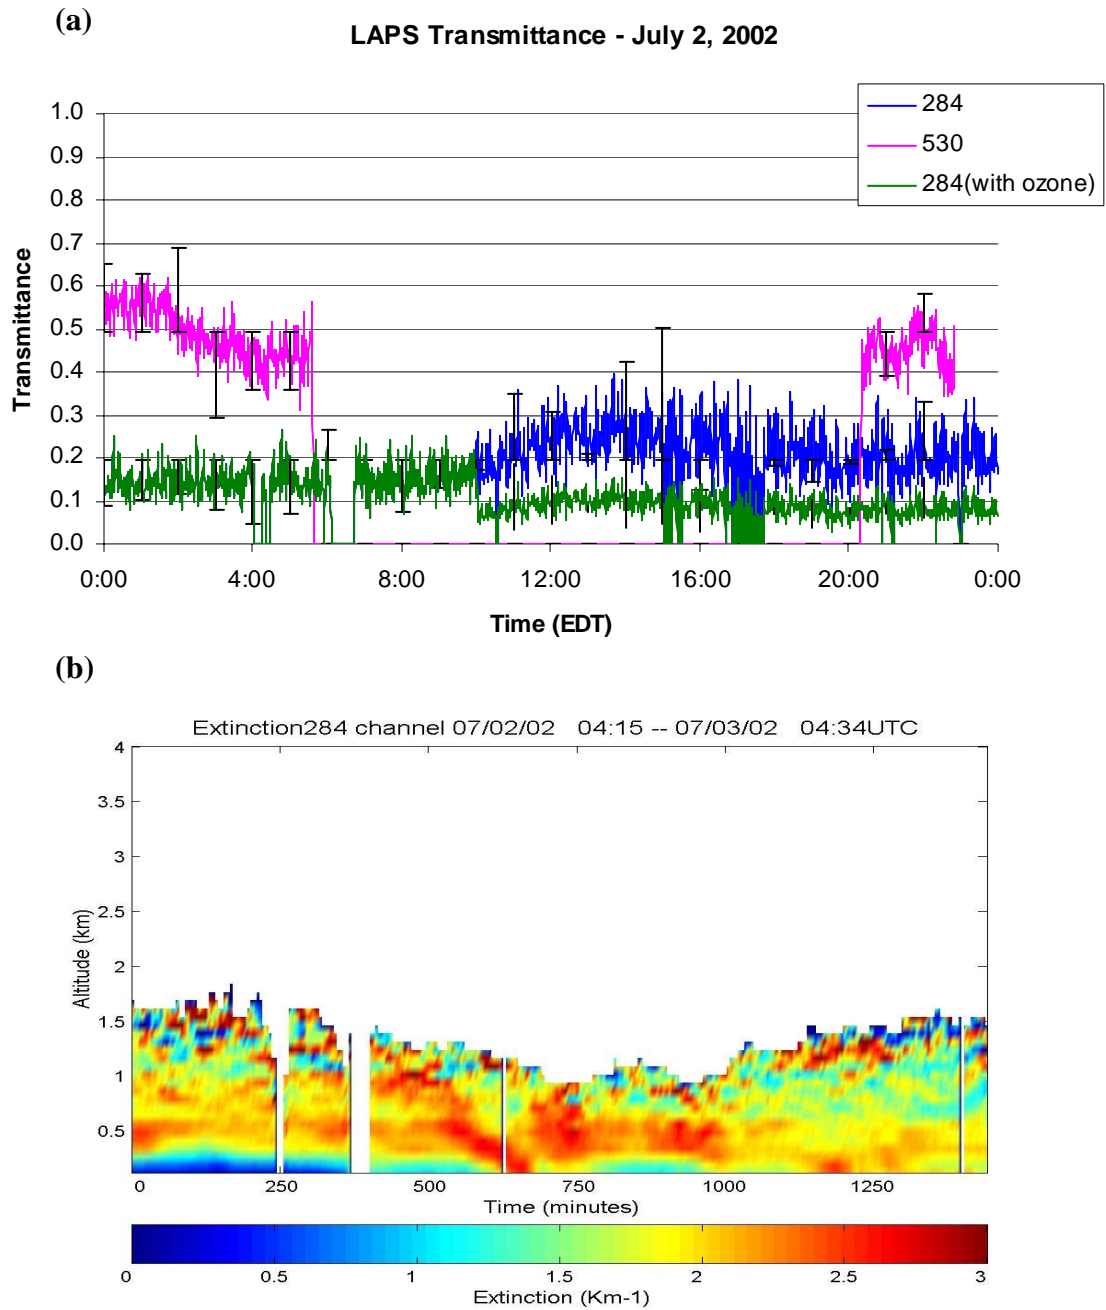 (a)
LAPS Transmittance - July 2, 2002
284
530
284(with ozone)
1.0
0.9
0.8
0.7
0.6
0.5
0.4
0.3
0.2
0.1
0.0
Transmittance
0:00 4:00 8:00 12:00 16:00 20:00 0:00
Time (EDT)
(b)
Extinction284 channel 07/02/02 04:15 -- 07/03/02 04:34UTC
4
3.5
3
2.5
2
1.5
1
0.5
Altitude (km)
0 250 500 750 1000 1250
Time (minutes)
0 0.5 1 1.5 2 2.5 3
Extinction (Km-1)